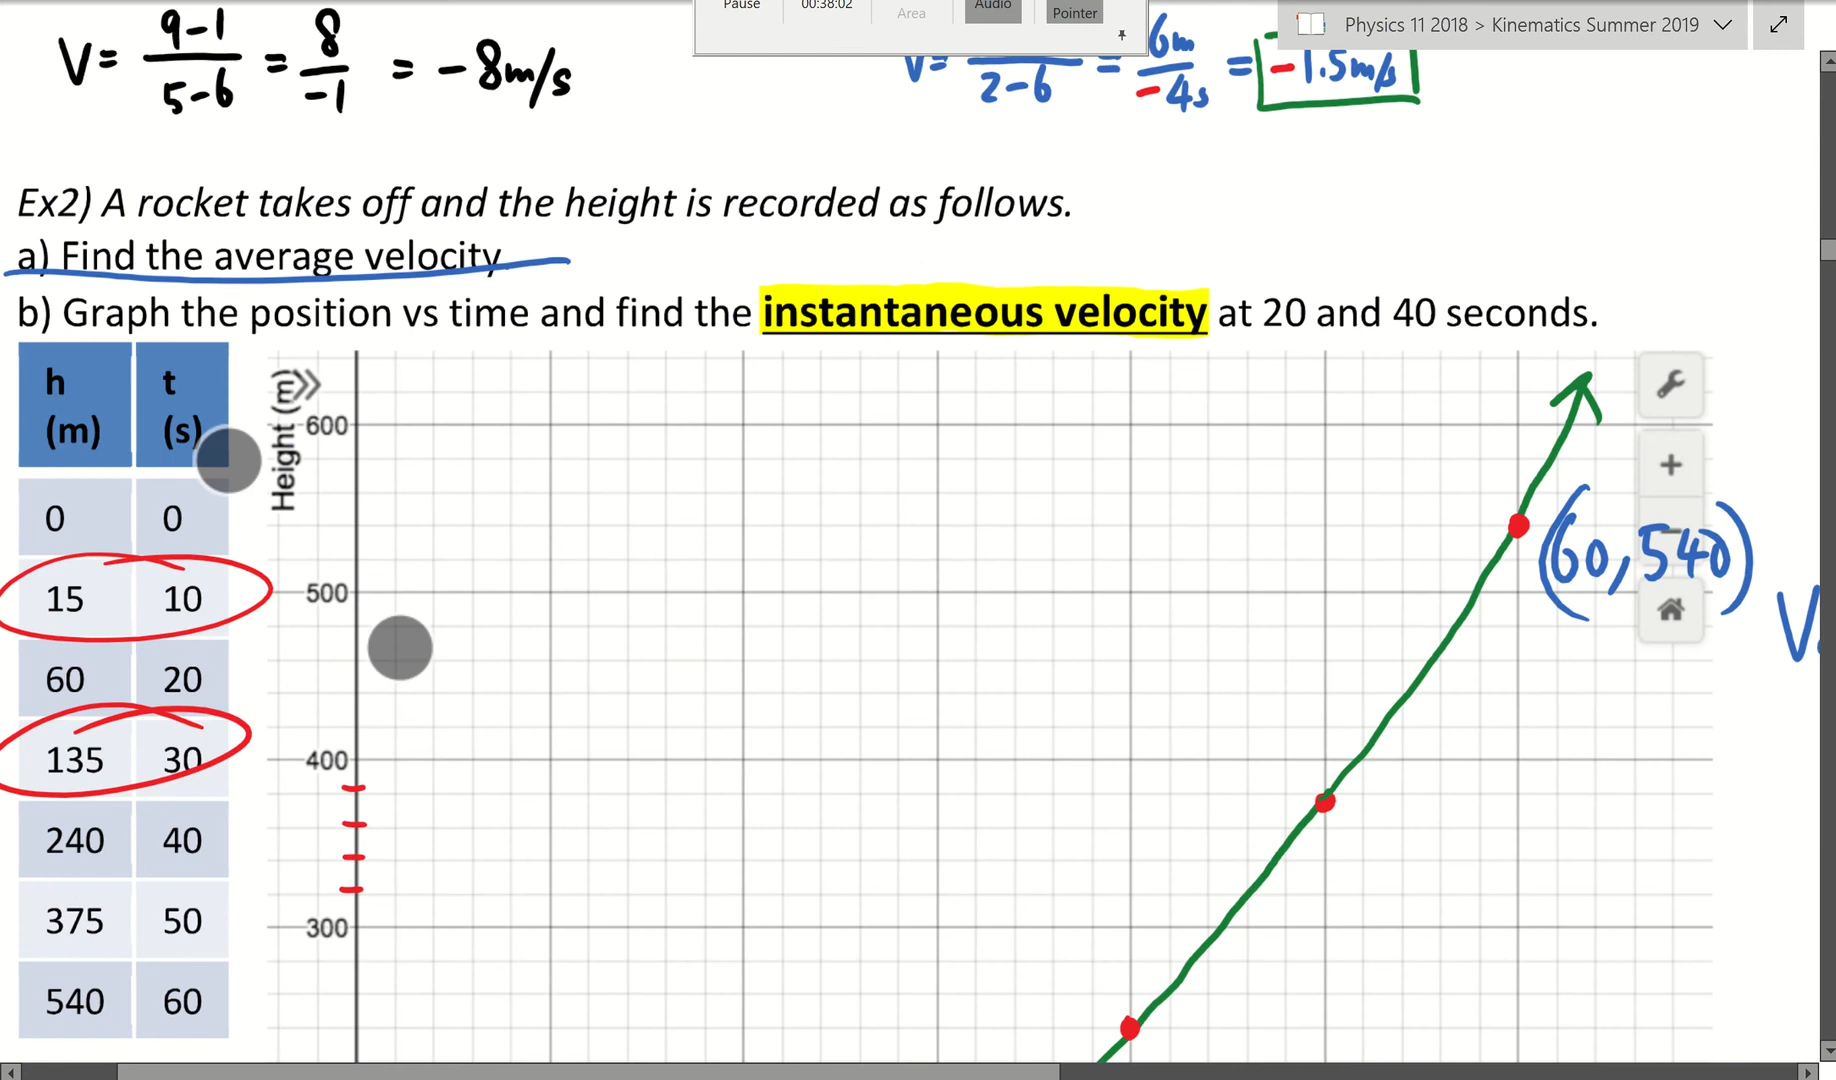 Pause 00:38:02 Area Audio Pointer
Physics 11 2018 > Kinematics Summer 2019
V = 9-1 / 5-6 = 8 / -1 = -8m/s
V = 2-6 = 6m / -4s = -1.5m/s
Ex2) A rocket takes off and the height is recorded as follows.
a) Find the average velocity
b) Graph the position vs time and find the instantaneous velocity at 20 and 40 seconds.
h (m) t (s)
0 0
15 10
60 20
135 30
240 40
375 50
540 60
Height (m)
600
500
400
300
(60, 540)
V